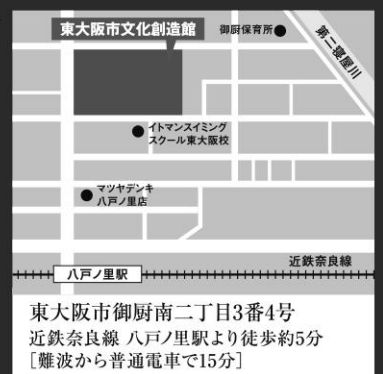 東大阪市文化創造館
御厨保育所
第二寝屋川
イトマンスイミング
スクール東大阪校
マツヤデンキ
八戸ノ里店
近鉄奈良線
八戸ノ里駅
東大阪市御厨南二丁目3番4号
近鉄奈良線 八戸ノ里駅より徒歩約5分
[難波から普通電車で15分]